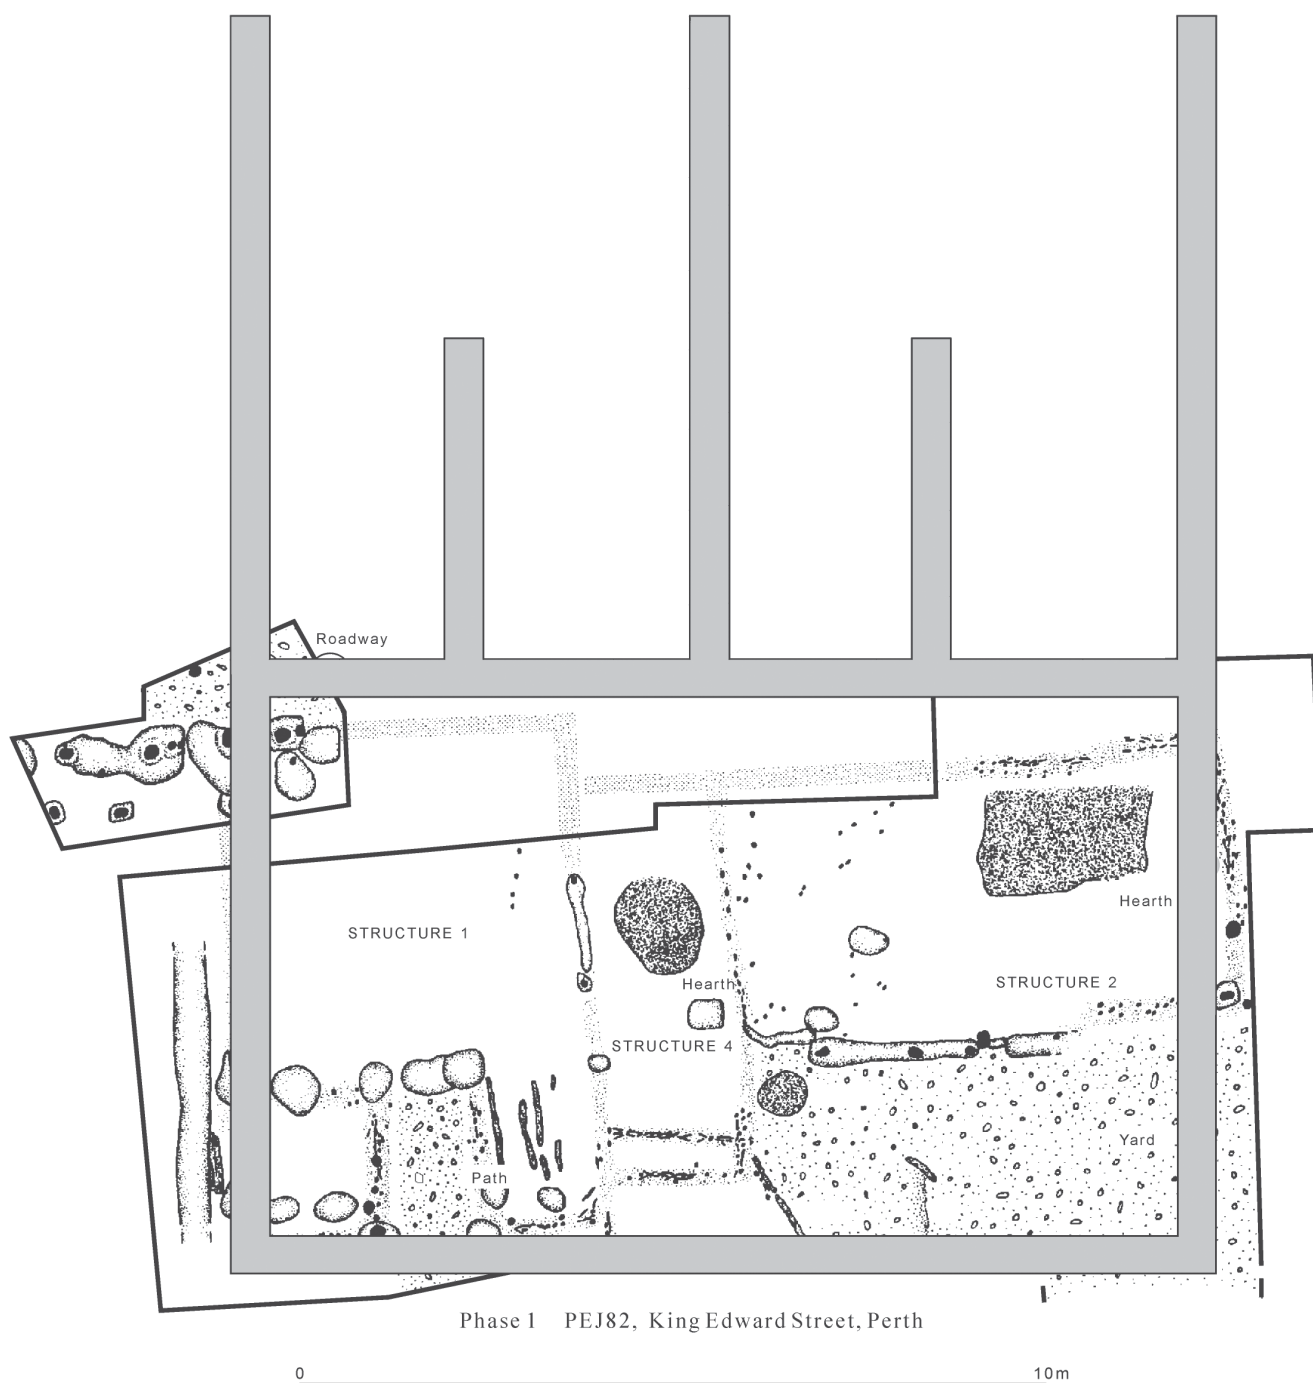 Roadway
Hearth
STRUCTURE 1
STRUCTURE 2
Hearth
STRUCTURE 4
Yard
Path
Phase 1 PEJ82, King Edward Street, Perth
0 10m